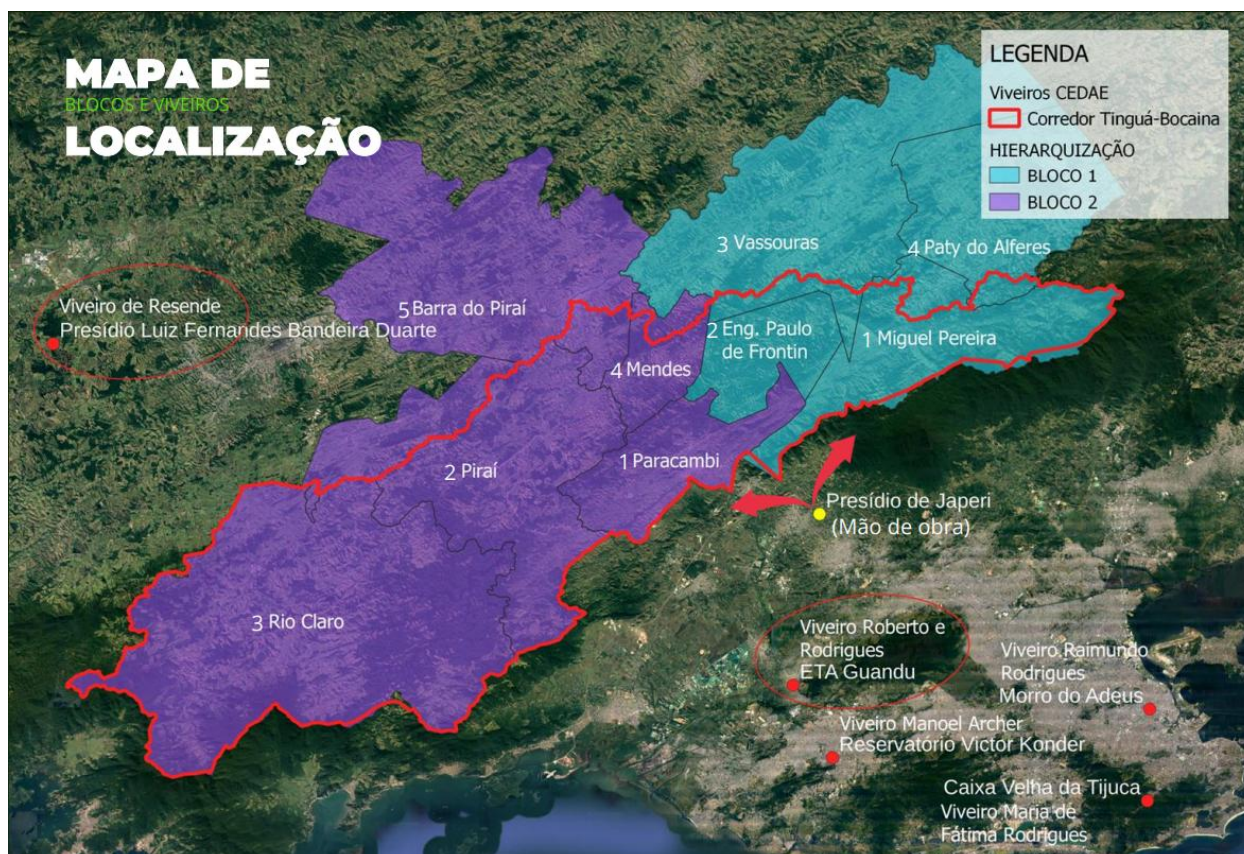 MAPA DE
BLOCOS E VIVEIROS
LOCALIZAÇÃO
LEGENDA
Viveiros CEDAE
Corredor Tinguá-Bocaina
HIERARQUIZAÇÃO
BLOCO 1
BLOCO 2
3 Vassouras
4 Paty do Alferes
Viveiro de Resende
Presídio Luiz Fernandes Bandeira Duarte
5 Barra do Piraí
2 Eng. Paulo
de Frontin
1 Miguel Pereira
4 Mendes
2 Piraí
1 Paracambi
Presídio de Japeri
(Mão de obra)
3 Rio Claro
Viveiro Roberto e
Rodrigues
ETA Guandu
Viveiro Raimundo
Rodrigues
Morro do Adeus
Viveiro Manoel Archer
Reservatório Victor Konder
Caixa Velha da Tijuca
Viveiro Maria de
Fátima Rodrigues